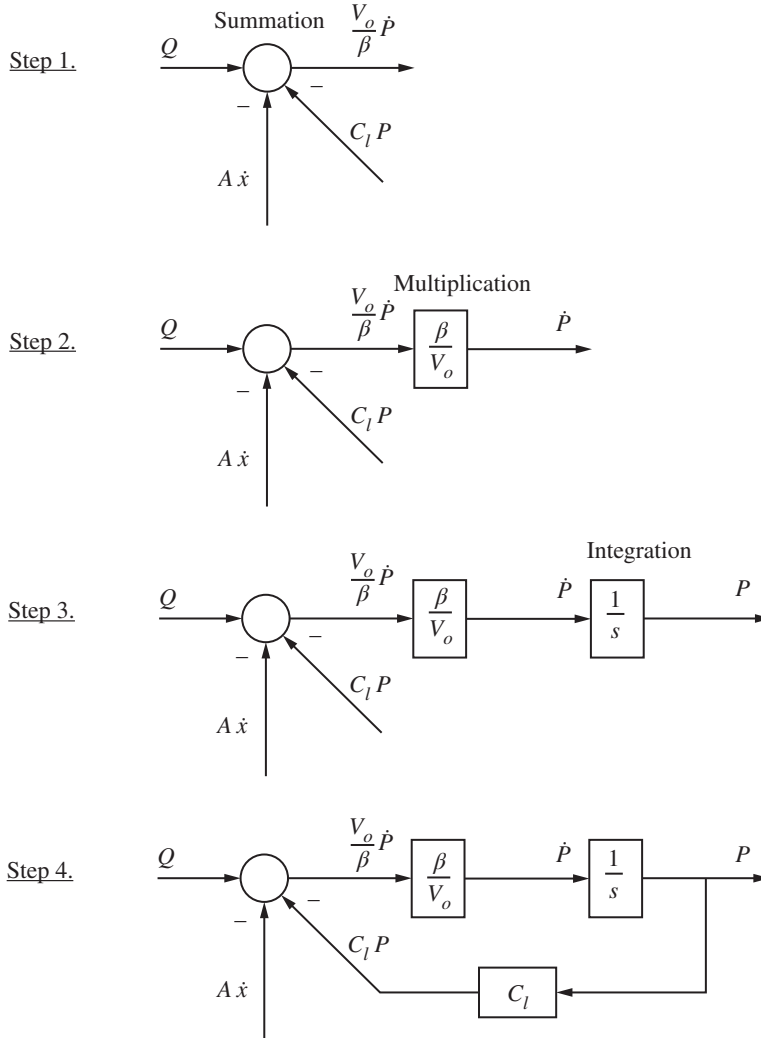 Summation
Step 1.
Q
V_o/β Ṗ
−
−
C_l P
A ẋ
Multiplication
Step 2.
Q
V_o/β Ṗ
β/V_o
Ṗ
−
−
C_l P
A ẋ
Integration
Step 3.
Q
V_o/β Ṗ
β/V_o
Ṗ
1/s
P
−
−
C_l P
A ẋ
Step 4.
Q
V_o/β Ṗ
β/V_o
Ṗ
1/s
P
−
−
C_l P
A ẋ
C_l